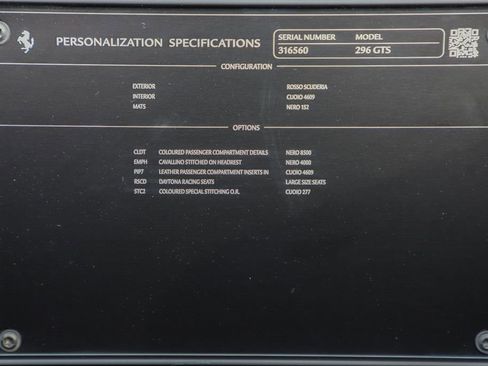 PERSONALIZATION SPECIFICATIONS
SERIAL NUMBER MODEL
316560 296 GTS
CONFIGURATION
EXTERIOR ROSSO SCUDERIA
INTERIOR CUOIO 4609
MATS NERO 152
OPTIONS
CLDT COLOURED PASSENGER COMPARTMENT DETAILS NERO 8500
EMPH CAVALLINO STITCHED ON HEADREST NERO 4000
PIP7 LEATHER PASSENGER COMPARTMENT INSERTS IN CUOIO 4609
RSCD DAYTONA RACING SEATS LARGE SIZE SEATS
STC2 COLOURED SPECIAL STITCHING O.R. CUOIO 277